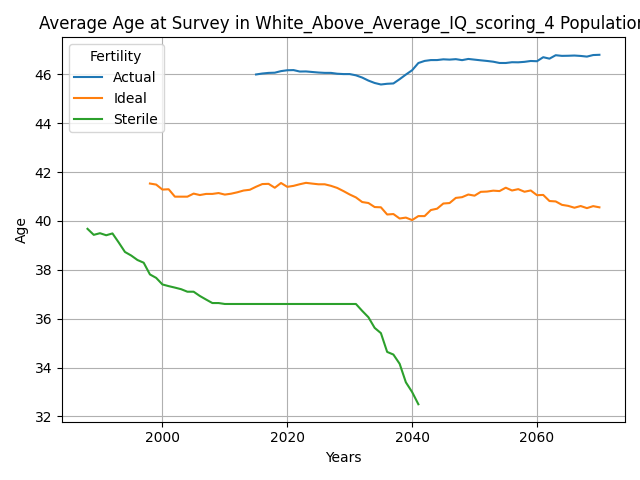 Average Age at Survey in White_Above_Average_IQ_scoring_4 Population
Fertility
Actual
Ideal
Sterile
46
44
42
40
38
36
34
32
Age
2000 2020 2040 2060
Years